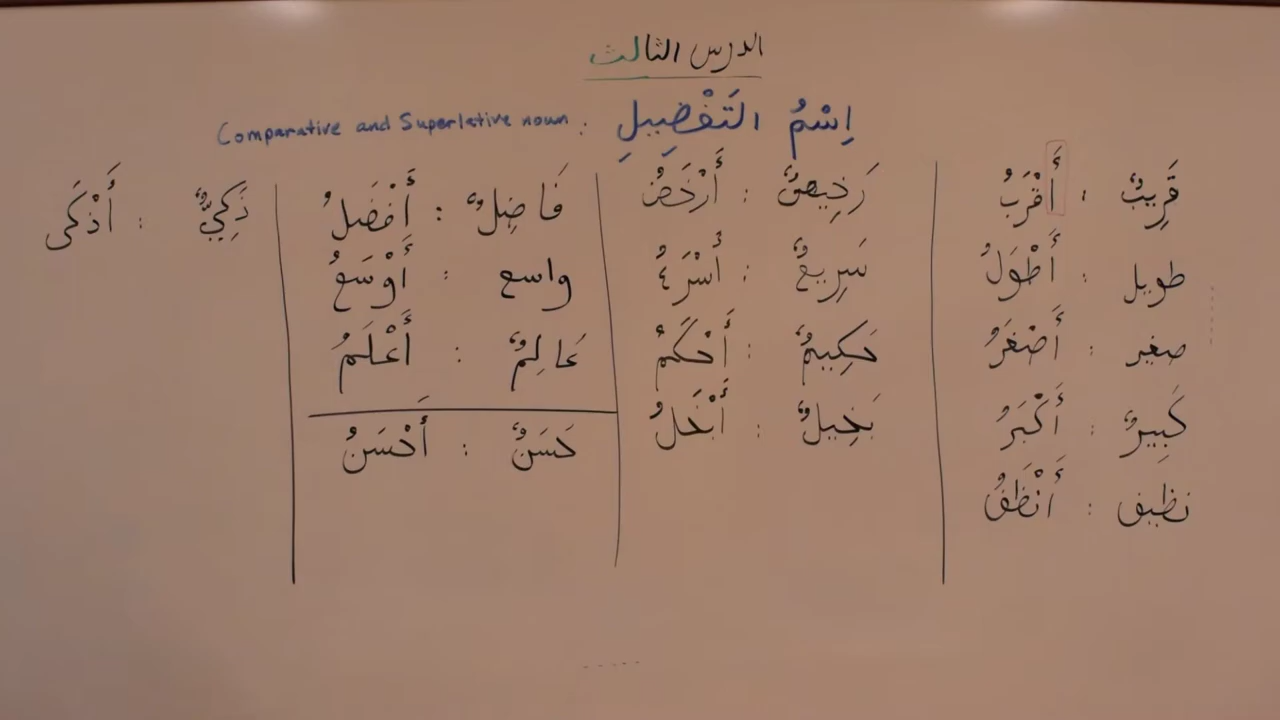 الدرس الثالث
اِسْمُ التَفْضِيلِ : Comparative and Superletive noun
قَرِيبٌ : أَقْرَبُ
طويل : أَطْوَلُ
صغير : أَصْغَرُ
كَبِيرٌ : أَكْبَرُ
نظيف : أَنْظَفُ
رَخِيصٌ : أَرْخَصُ
سَرِيعٌ : أَسْرَعُ
حَكِيمٌ : أَحْكَمُ
بَخِيلٌ : أَبْخَلُ
فَاضِلٌ : أَفْضَلُ
واسع : أَوْسَعُ
عَالِمٌ : أَعْلَمُ
حَسَنٌ : أَحْسَنُ
ذَكِيٌّ : أَذْكَى